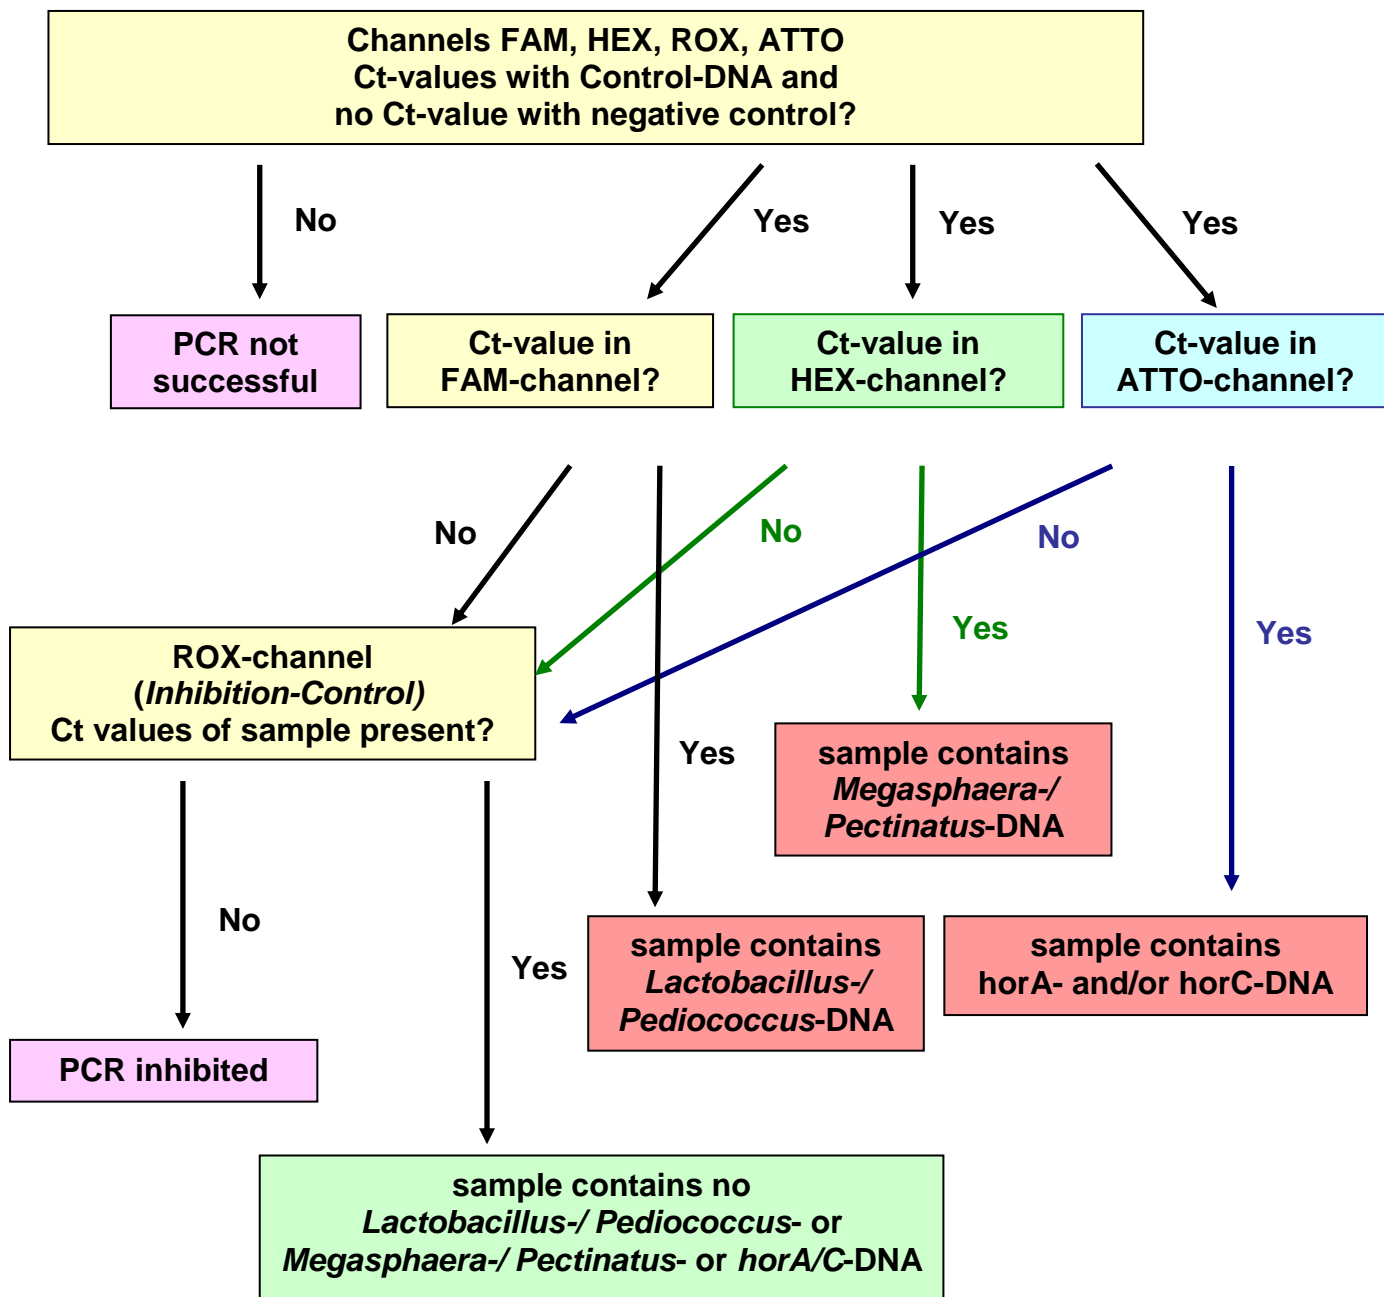 Channels FAM, HEX, ROX, ATTO
Ct-values with Control-DNA and
no Ct-value with negative control?
No
Yes
Yes
Yes
PCR not
successful
Ct-value in
FAM-channel?
Ct-value in
HEX-channel?
Ct-value in
ATTO-channel?
No
No
No
Yes
Yes
ROX-channel
(Inhibition-Control)
Ct values of sample present?
Yes
sample contains
Megasphaera-/
Pectinatus-DNA
No
Yes
sample contains
Lactobacillus-/
Pediococcus-DNA
sample contains
horA- and/or horC-DNA
PCR inhibited
sample contains no
Lactobacillus-/ Pediococcus- or
Megasphaera-/ Pectinatus- or horA/C-DNA